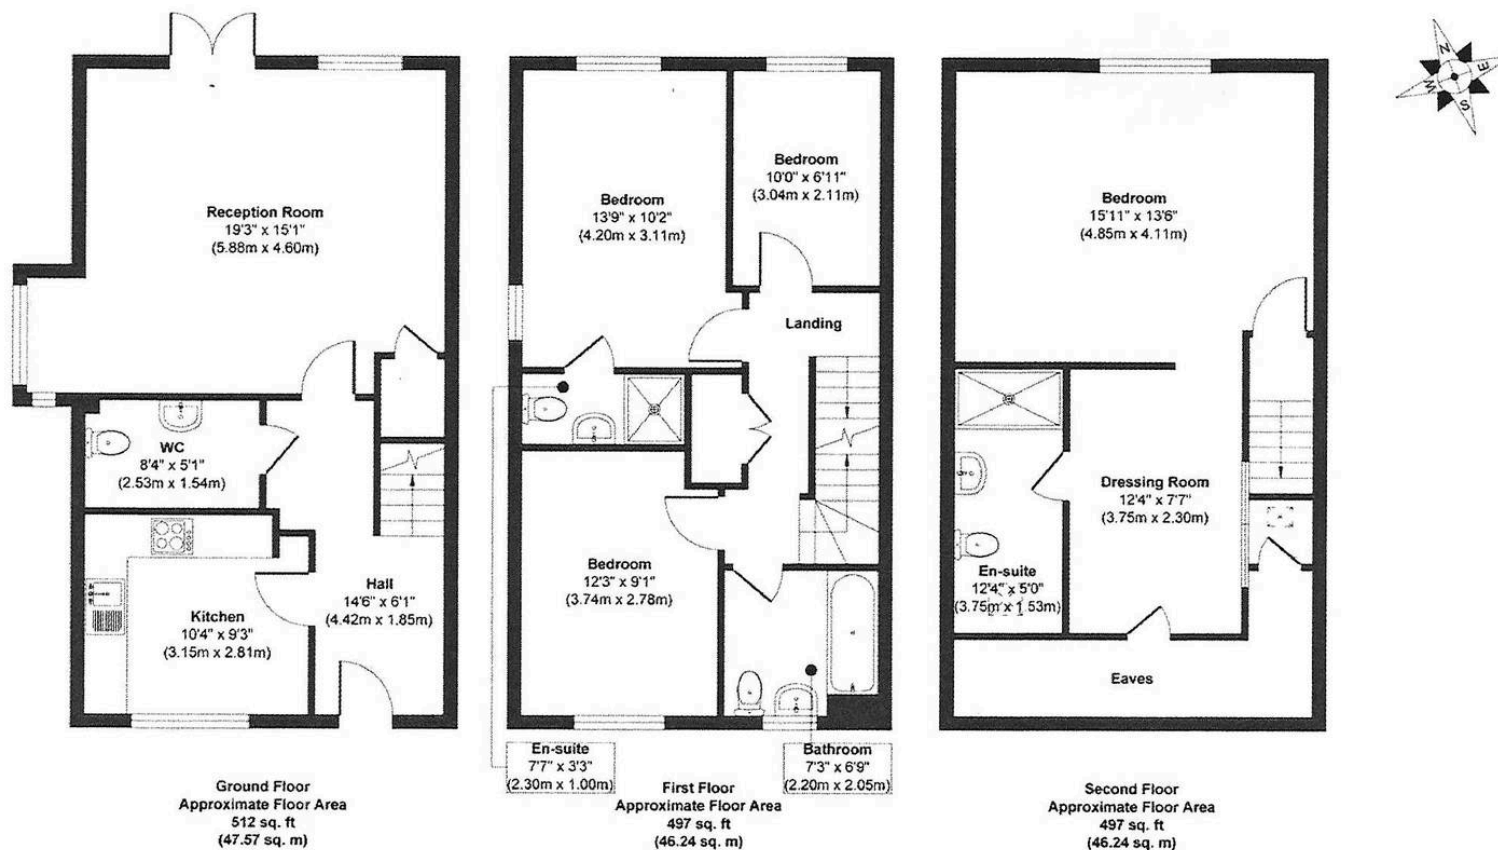 N
E
S
W
Reception Room
19'3" x 15'1"
(5.88m x 4.60m)
WC
8'4" x 5'1"
(2.53m x 1.54m)
Kitchen
10'4" x 9'3"
(3.15m x 2.81m)
Hall
14'6" x 6'1"
(4.42m x 1.85m)
Ground Floor
Approximate Floor Area
512 sq. ft
(47.57 sq. m)
Bedroom
13'9" x 10'2"
(4.20m x 3.11m)
Bedroom
10'0" x 6'11"
(3.04m x 2.11m)
Landing
Bedroom
12'3" x 9'1"
(3.74m x 2.78m)
En-suite
7'7" x 3'3"
(2.30m x 1.00m)
Bathroom
7'3" x 6'9"
(2.20m x 2.05m)
First Floor
Approximate Floor Area
497 sq. ft
(46.24 sq. m)
Bedroom
15'11" x 13'6"
(4.85m x 4.11m)
Dressing Room
12'4" x 7'7"
(3.75m x 2.30m)
En-suite
12'4" x 5'0"
(3.75m x 1.53m)
Eaves
Second Floor
Approximate Floor Area
497 sq. ft
(46.24 sq. m)